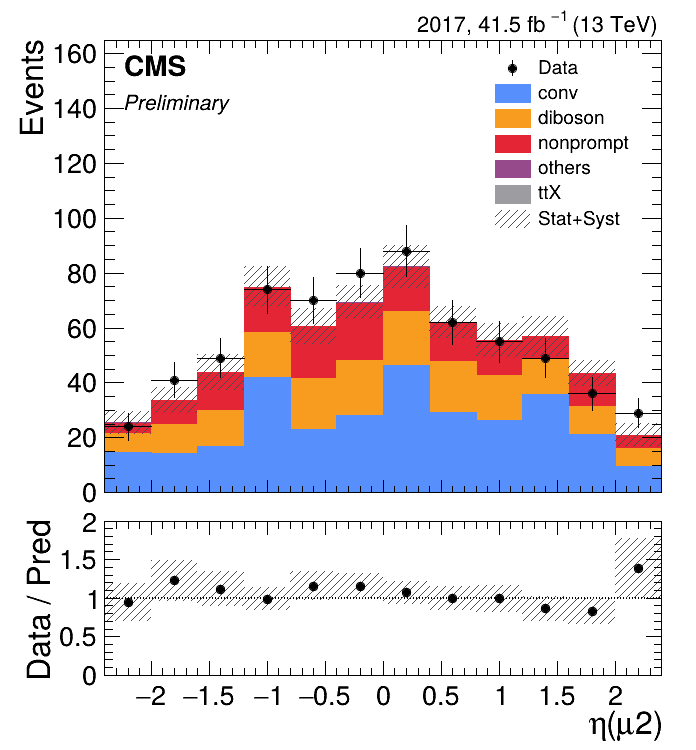 2017, 41.5 fb⁻¹ (13 TeV)
Events
160
140
120
100
80
60
40
20
0
CMS
Preliminary
Data
conv
diboson
nonprompt
others
ttX
Stat+Syst
Data / Pred
2
1.5
1
0.5
0
−2 −1.5 −1 −0.5 0 0.5 1 1.5 2
η(μ2)